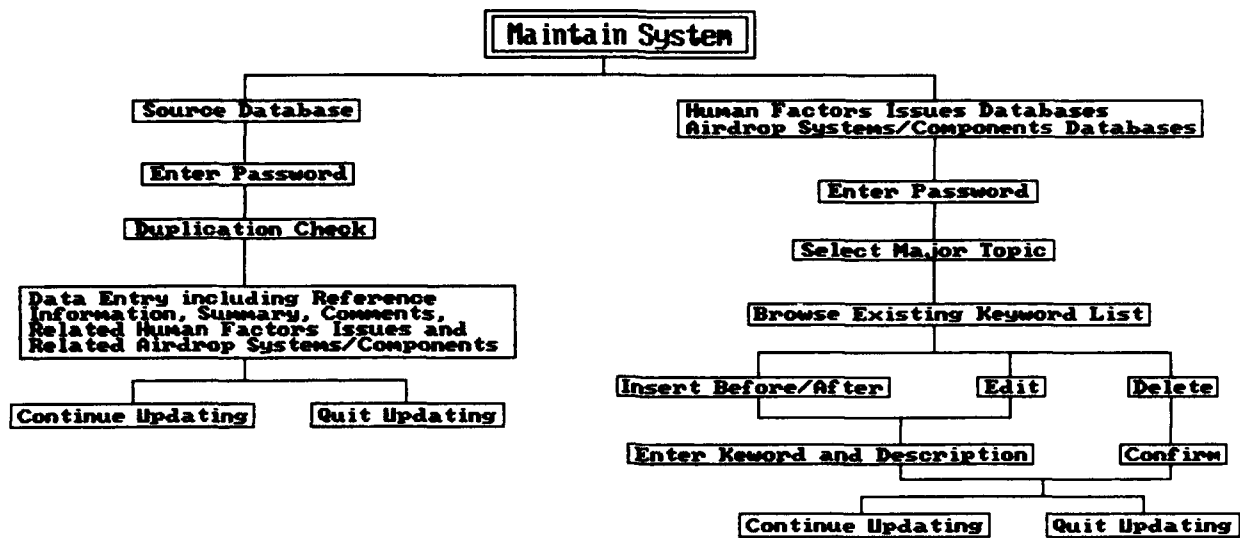 Maintain System
Source Database
Enter Password
Duplication Check
Data Entry including Reference
Information, Summary, Comments,
Related Human Factors Issues and
Related Airdrop Systems/Components
Continue Updating
Quit Updating
Human Factors Issues Databases
Airdrop Systems/Components Databases
Enter Password
Select Major Topic
Browse Existing Keyword List
Insert Before/After
Edit
Delete
Enter Keword and Description
Confirm
Continue Updating
Quit Updating